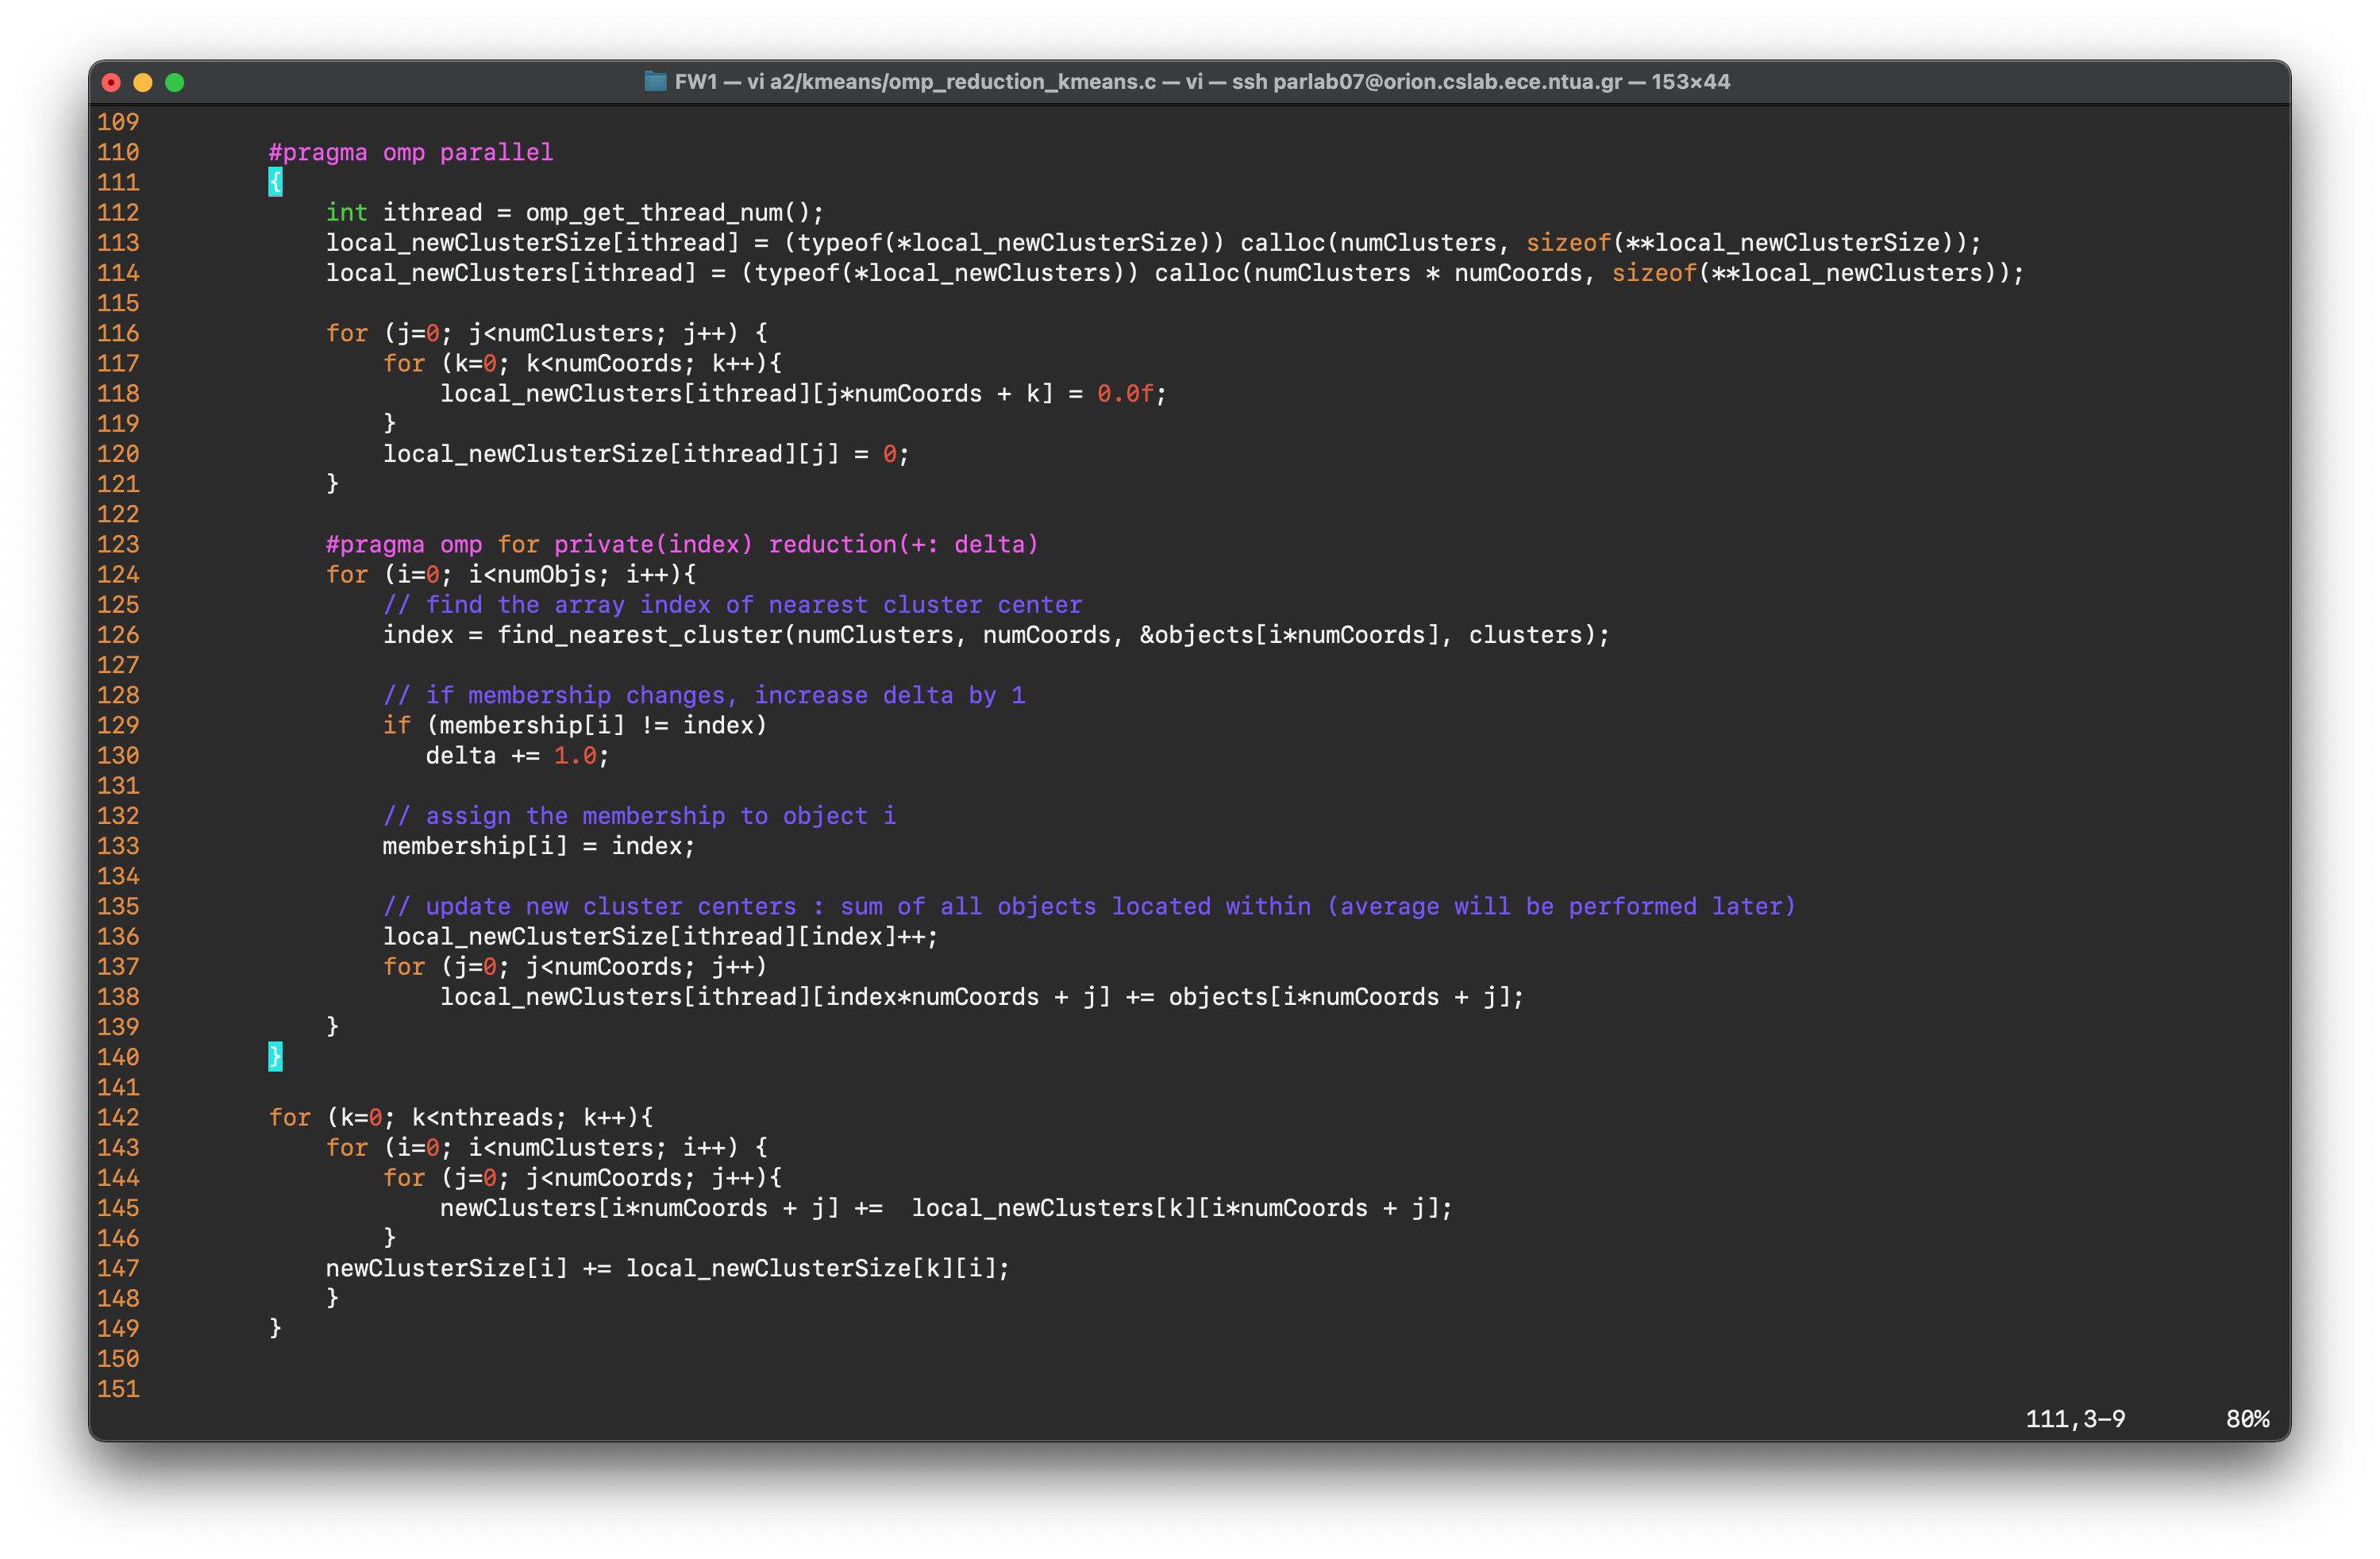 FW1 — vi a2/kmeans/omp_reduction_kmeans.c — vi — ssh parlab07@orion.cslab.ece.ntua.gr — 153×44
109
110         #pragma omp parallel
111         {
112             int ithread = omp_get_thread_num();
113             local_newClusterSize[ithread] = (typeof(*local_newClusterSize)) calloc(numClusters, sizeof(**local_newClusterSize));
114             local_newClusters[ithread] = (typeof(*local_newClusters)) calloc(numClusters * numCoords, sizeof(**local_newClusters));
115
116             for (j=0; j<numClusters; j++) {
117                 for (k=0; k<numCoords; k++){
118                     local_newClusters[ithread][j*numCoords + k] = 0.0f;
119                 }
120                 local_newClusterSize[ithread][j] = 0;
121             }
122
123             #pragma omp for private(index) reduction(+: delta)
124             for (i=0; i<numObjs; i++){
125                 // find the array index of nearest cluster center
126                 index = find_nearest_cluster(numClusters, numCoords, &objects[i*numCoords], clusters);
127
128                 // if membership changes, increase delta by 1
129                 if (membership[i] != index)
130                    delta += 1.0;
131
132                 // assign the membership to object i
133                 membership[i] = index;
134
135                 // update new cluster centers : sum of all objects located within (average will be performed later)
136                 local_newClusterSize[ithread][index]++;
137                 for (j=0; j<numCoords; j++)
138                     local_newClusters[ithread][index*numCoords + j] += objects[i*numCoords + j];
139             }
140         }
141
142         for (k=0; k<nthreads; k++){
143             for (i=0; i<numClusters; i++) {
144                 for (j=0; j<numCoords; j++){
145                     newClusters[i*numCoords + j] +=  local_newClusters[k][i*numCoords + j];
146                 }
147             newClusterSize[i] += local_newClusterSize[k][i];
148             }
149         }
150
151
111,3-9       80%